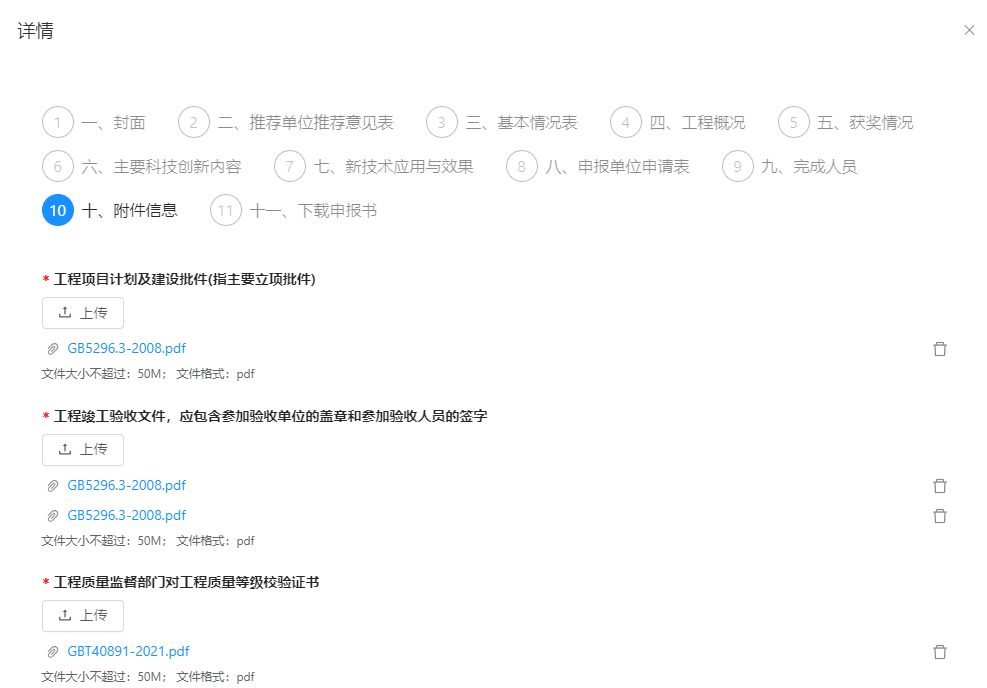 详情
1 一、封面 2 二、推荐单位推荐意见表 3 三、基本情况表 4 四、工程概况 5 五、获奖情况
6 六、主要科技创新内容 7 七、新技术应用与效果 8 八、申报单位申请表 9 九、完成人员
10 十、附件信息 11 十一、下载申报书
* 工程项目计划及建设批件(指主要立项批件)
上传
GB5296.3-2008.pdf
文件大小不超过：50M； 文件格式：pdf
* 工程竣工验收文件，应包含参加验收单位的盖章和参加验收人员的签字
上传
GB5296.3-2008.pdf
GB5296.3-2008.pdf
文件大小不超过：50M； 文件格式：pdf
* 工程质量监督部门对工程质量等级校验证书
上传
GBT40891-2021.pdf
文件大小不超过：50M； 文件格式：pdf